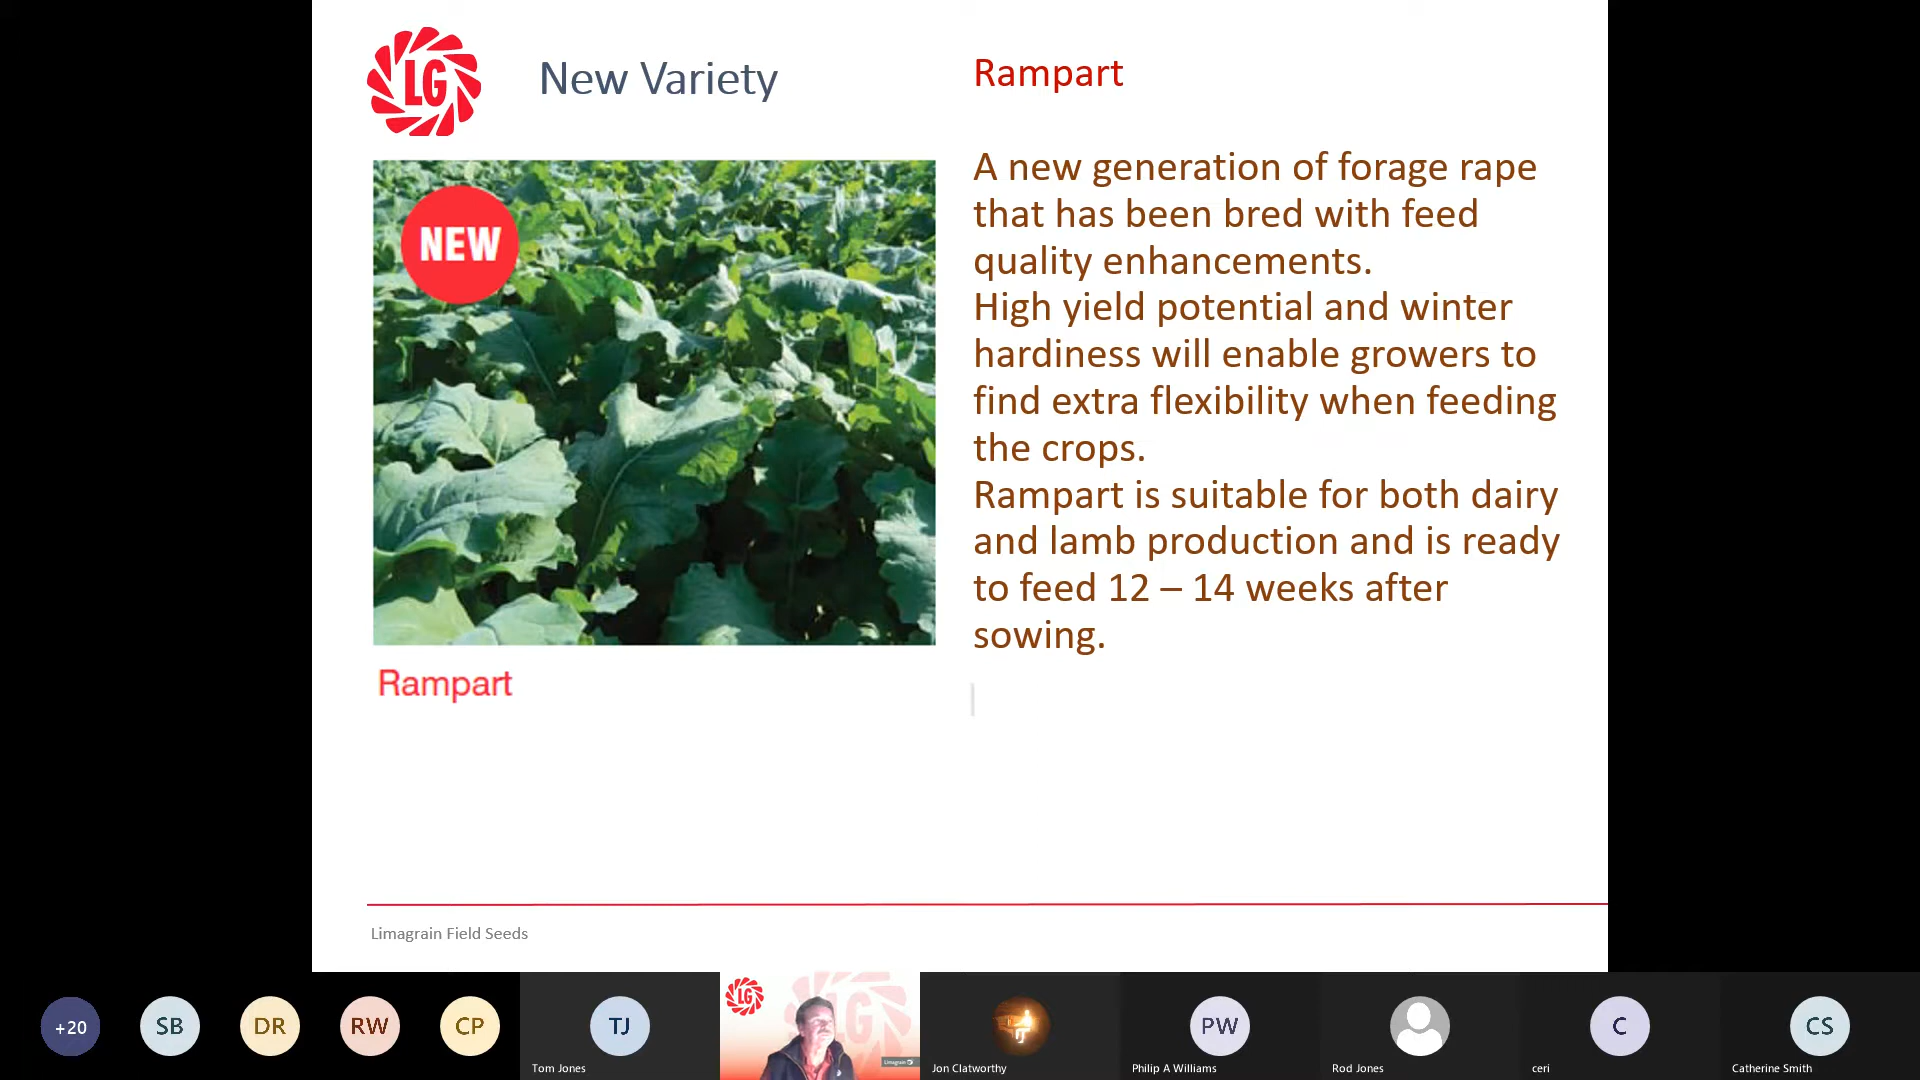 LG
New Variety
Rampart
NEW
A new generation of forage rape
that has been bred with feed
quality enhancements.
High yield potential and winter
hardiness will enable growers to
find extra flexibility when feeding
the crops.
Rampart is suitable for both dairy
and lamb production and is ready
to feed 12 – 14 weeks after
sowing.
Rampart
Limagrain Field Seeds
+20
SB
DR
RW
CP
TJ
Tom Jones
LG
LG
Limagrain
Jon Clatworthy
PW
Philip A Williams
Rod Jones
C
ceri
CS
Catherine Smith